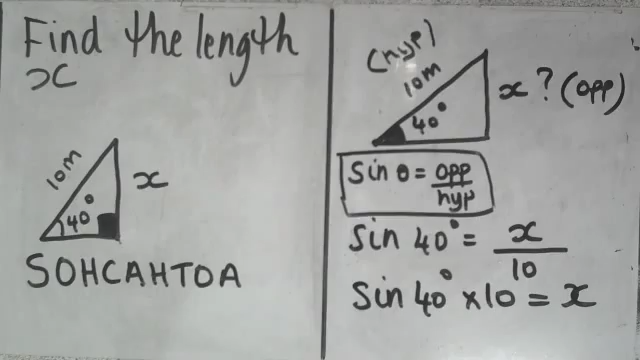 Find the length
x
10m
x
40°
SOHCAHTOA
(hyp)
10m
x? (opp)
40°
Sin θ = opp
hyp
Sin 40° = x
10
Sin 40° × 10 = x